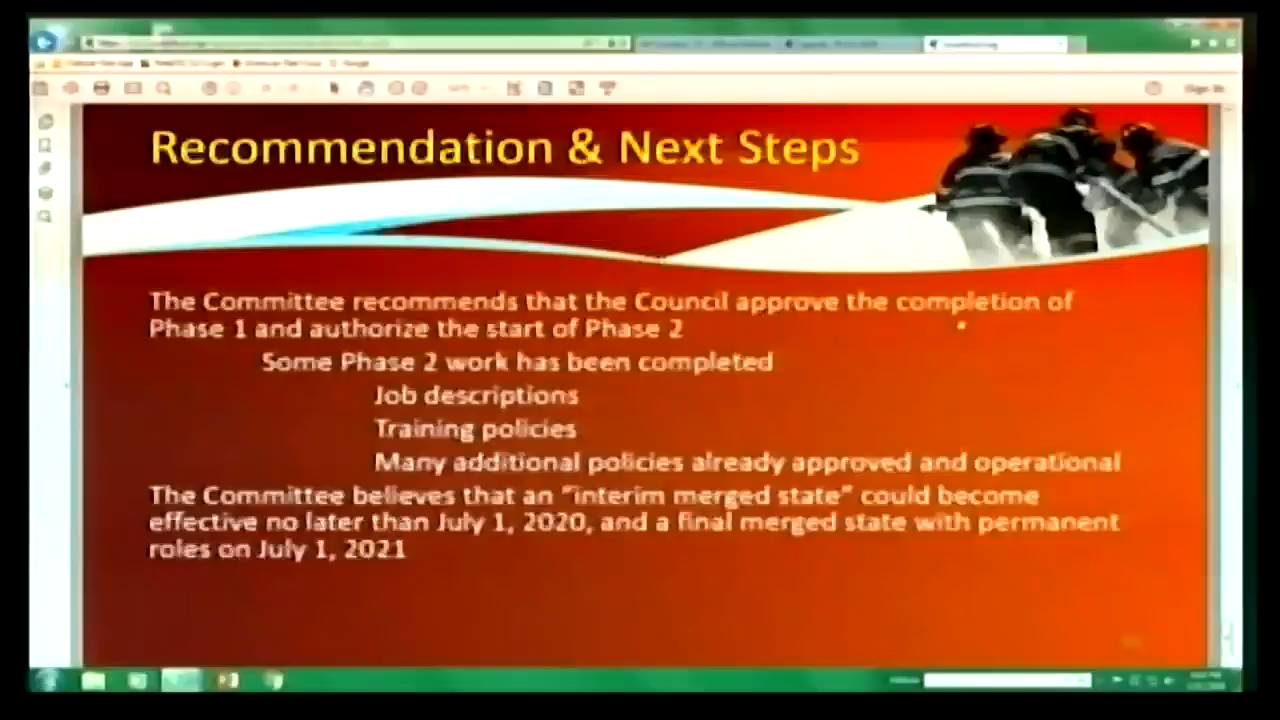 Sign In
Recommendation & Next Steps
The Committee recommends that the Council approve the completion of
Phase 1 and authorize the start of Phase 2
Some Phase 2 work has been completed
Job descriptions
Training policies
Many additional policies already approved and operational
The Committee believes that an "interim merged state" could become
effective no later than July 1, 2020, and a final merged state with permanent
roles on July 1, 2021